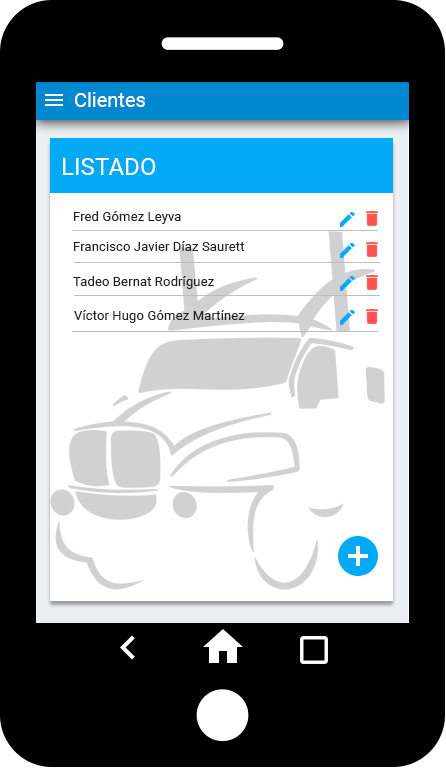 Clientes
LISTADO
Fred Gómez Leyva
Francisco Javier Díaz Saurett
Tadeo Bernat Rodríguez
Víctor Hugo Gómez Martínez